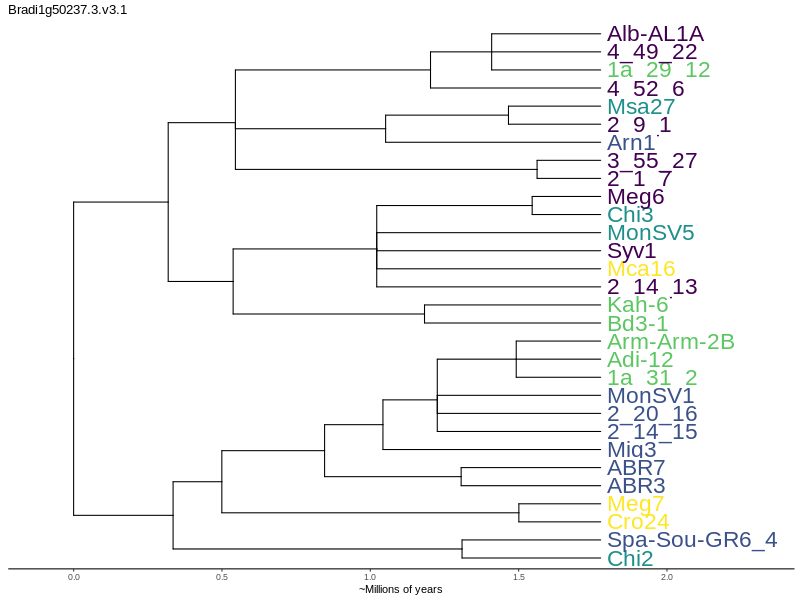 Bradi1g50237.3.v3.1
Alb-AL1A
4_49_22
1a_29_12
4_52_6
Msa27
2_9_1
Arn1
3_55_27
2_1_7
Meg6
Chi3
MonSV5
Syv1
Mca16
2_14_13
Kah-6
Bd3-1
Arm-Arm-2B
Adi-12
1a_31_2
MonSV1
2_20_16
2_14_15
Mig3
ABR7
ABR3
Meg7
Cro24
Spa-Sou-GR6_4
Chi2
0.0 0.5 1.0 1.5 2.0
~Millions of years